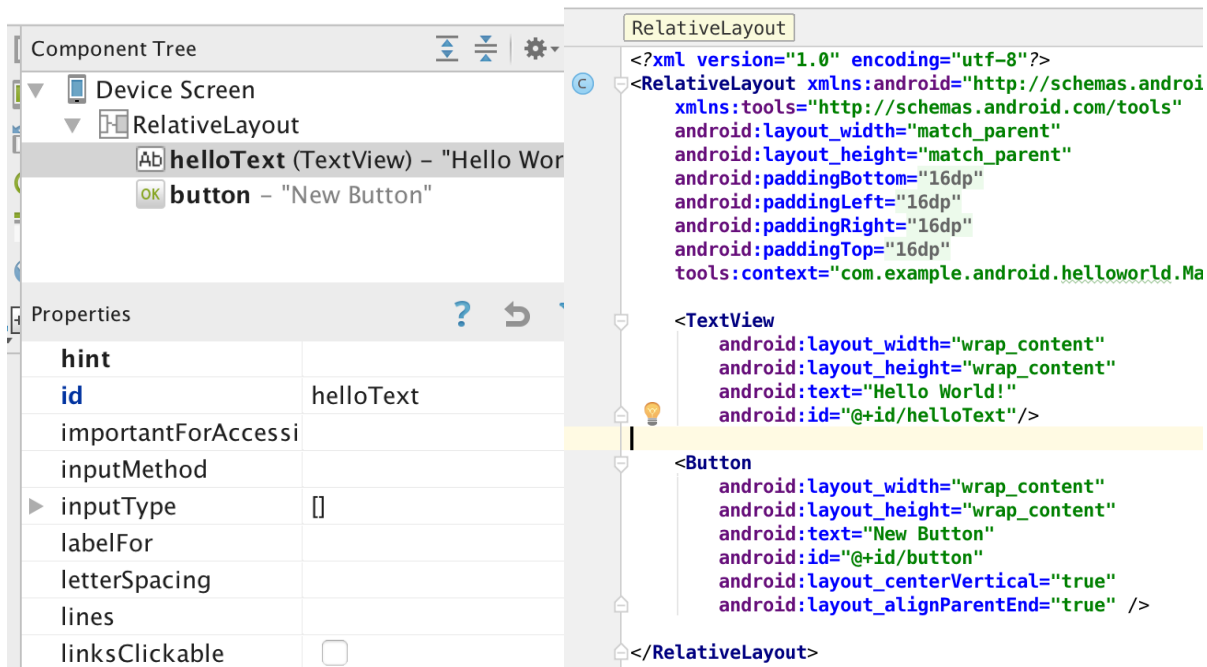 Component Tree
Device Screen
RelativeLayout
Ab helloText (TextView) – "Hello Wor
OK button – "New Button"
Properties ?
hint
id helloText
importantForAccessi
inputMethod
inputType []
labelFor
letterSpacing
lines
linksClickable
RelativeLayout
<?xml version="1.0" encoding="utf-8"?>
C <RelativeLayout xmlns:android="http://schemas.androi
xmlns:tools="http://schemas.android.com/tools"
android:layout_width="match_parent"
android:layout_height="match_parent"
android:paddingBottom="16dp"
android:paddingLeft="16dp"
android:paddingRight="16dp"
android:paddingTop="16dp"
tools:context="com.example.android.helloworld.Ma
<TextView
android:layout_width="wrap_content"
android:layout_height="wrap_content"
android:text="Hello World!"
android:id="@+id/helloText"/>
<Button
android:layout_width="wrap_content"
android:layout_height="wrap_content"
android:text="New Button"
android:id="@+id/button"
android:layout_centerVertical="true"
android:layout_alignParentEnd="true" />
</RelativeLayout>